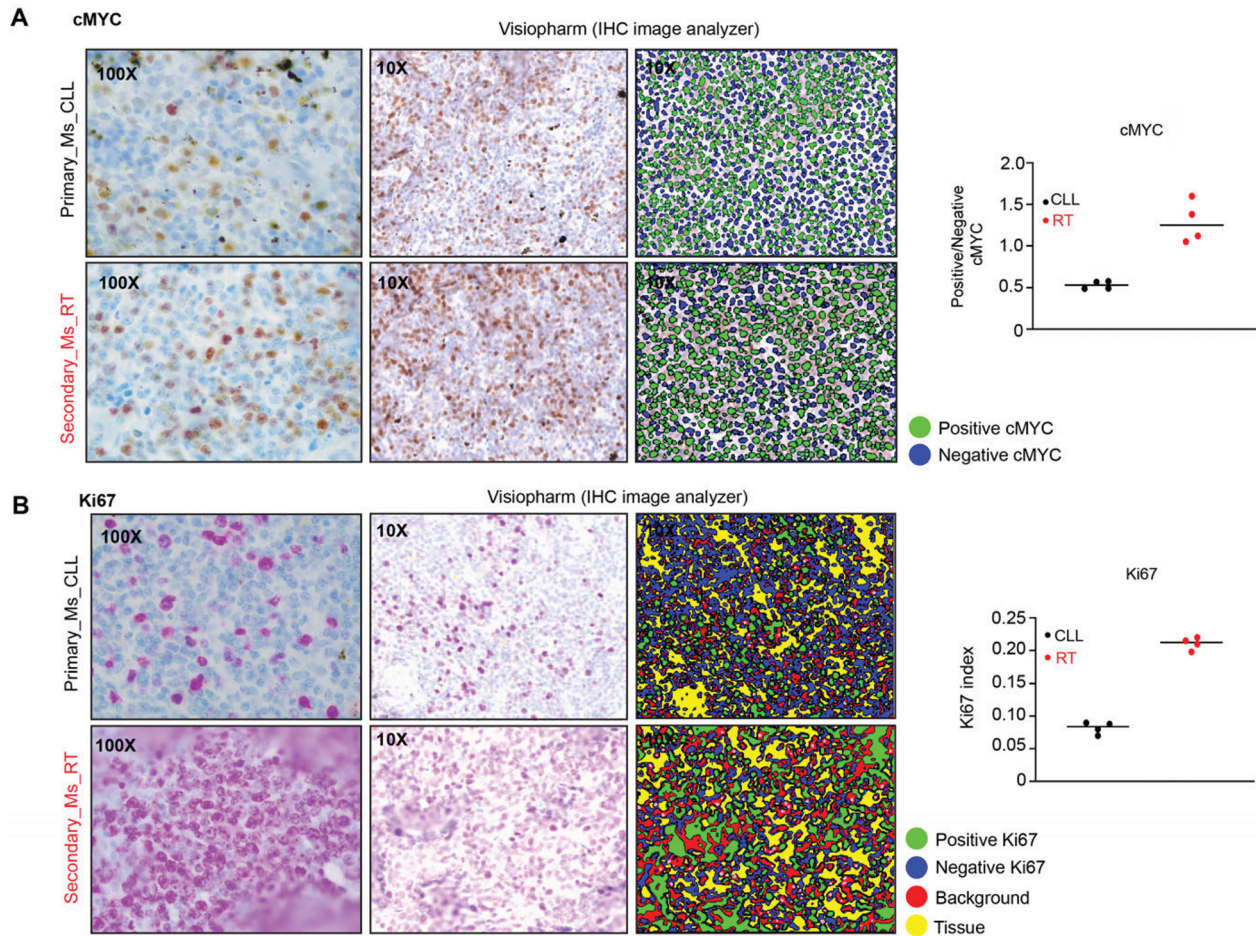 A
cMYC
Visiopharm (IHC image analyzer)
Primary_Ms_CLL
100X
10X
10X
Secondary_Ms_RT
100X
10X
10X
cMYC
Positive/Negative
cMYC
2.0
1.5
1.0
0.5
0
CLL
RT
Positive cMYC
Negative cMYC
B
Ki67
Visiopharm (IHC image analyzer)
Primary_Ms_CLL
100X
10X
10X
Secondary_Ms_RT
100X
10X
10X
Ki67
Ki67 index
0.25
0.20
0.10
0.05
0
CLL
RT
Positive Ki67
Negative Ki67
Background
Tissue